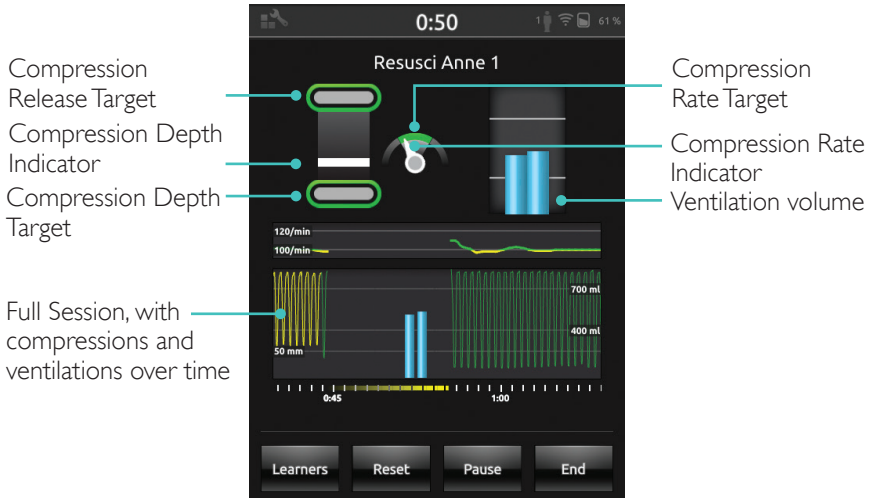 0:50
1
61 %
Resusci Anne 1
Compression
Release Target
Compression Depth
Indicator
Compression Depth
Target
Full Session, with
compressions and
ventilations over time
Compression
Rate Target
Compression Rate
Indicator
Ventilation volume
120/min
100/min
700 ml
400 ml
50 mm
0:45
1:00
Learners
Reset
Pause
End